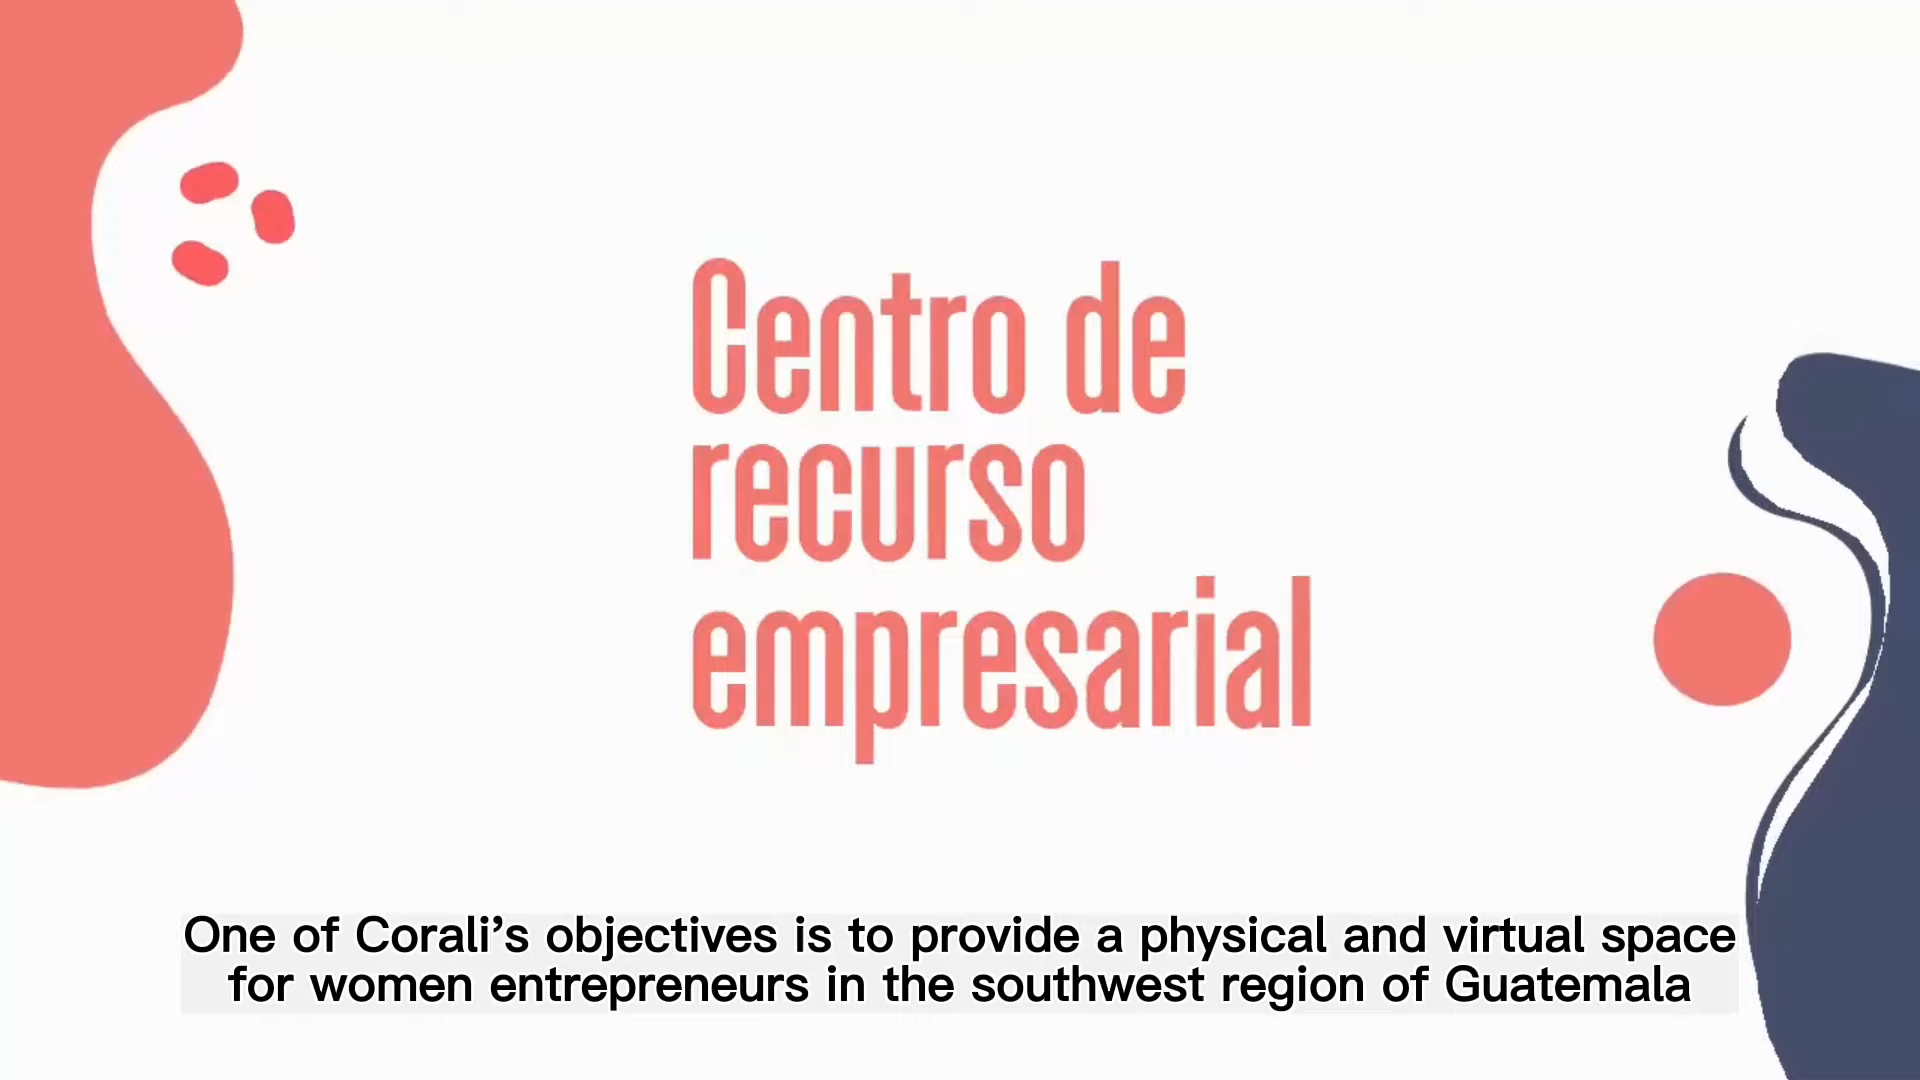 Centro de
recurso
empresarial
One of Corali’s objectives is to provide a physical and virtual space
for women entrepreneurs in the southwest region of Guatemala